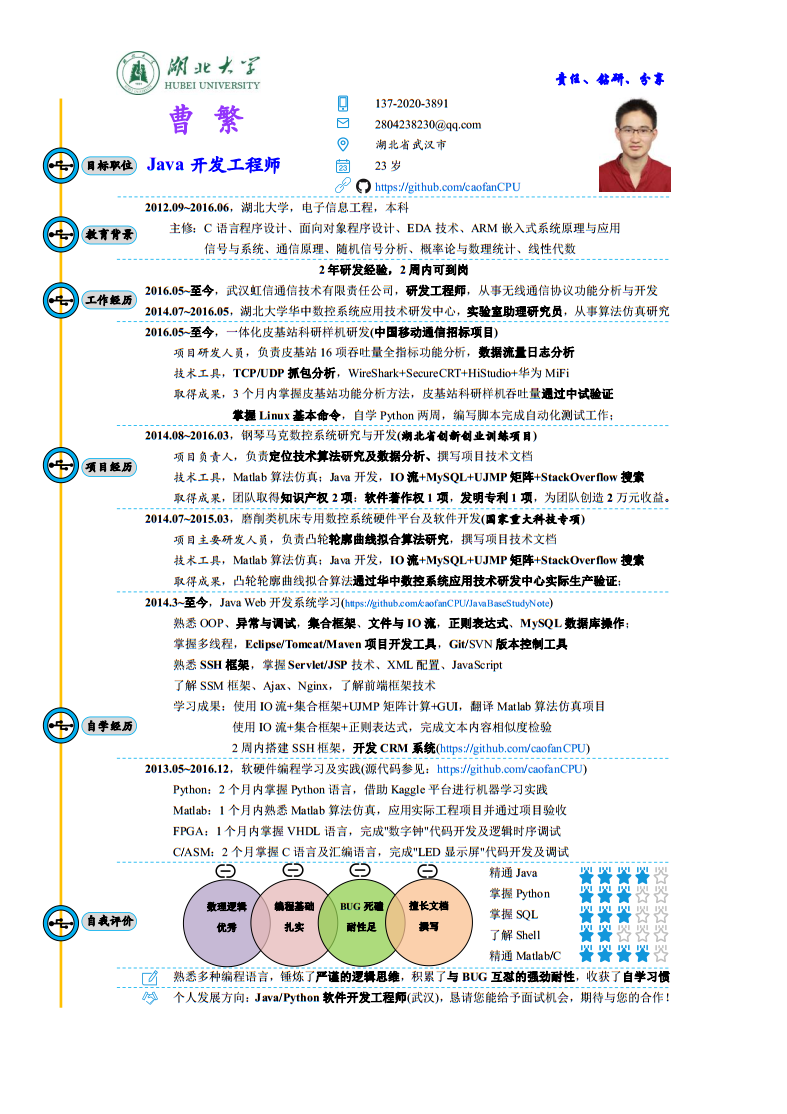 湖北大学
HUBEI UNIVERSITY
责任、钻研、分享
曹 繁
137-2020-3891
2804238230@qq.com
湖北省武汉市
目标职位
Java 开发工程师
23
23 岁
https://github.com/caofanCPU
2012.09~2016.06，湖北大学，电子信息工程，本科
教育背景
主修：C 语言程序设计、面向对象程序设计、EDA 技术、ARM 嵌入式系统原理与应用
信号与系统、通信原理、随机信号分析、概率论与数理统计、线性代数
2 年研发经验，2 周内可到岗
工作经历
2016.05~至今，武汉虹信通信技术有限责任公司，研发工程师，从事无线通信协议功能分析与开发
2014.07~2016.05，湖北大学华中数控系统应用技术研发中心，实验室助理研究员，从事算法仿真研究
2016.05~至今，一体化皮基站科研样机研发(中国移动通信招标项目)
项目研发人员，负责皮基站 16 项吞吐量全指标功能分析，数据流量日志分析
技术工具，TCP/UDP 抓包分析，WireShark+SecureCRT+HiStudio+华为 MiFi
取得成果，3 个月内掌握皮基站功能分析方法，皮基站科研样机吞吐量通过中试验证
掌握 Linux 基本命令，自学 Python 两周，编写脚本完成自动化测试工作；
2014.08~2016.03，钢琴马克数控系统研究与开发(湖北省创新创业训练项目)
项目经历
项目负责人，负责定位技术算法研究及数据分析、撰写项目技术文档
技术工具，Matlab 算法仿真；Java 开发，IO 流+MySQL+UJMP 矩阵+StackOverflow 搜索
取得成果，团队取得知识产权 2 项：软件著作权 1 项，发明专利 1 项，为团队创造 2 万元收益。
2014.07~2015.03，磨削类机床专用数控系统硬件平台及软件开发(国家重大科技专项)
项目主要研发人员，负责凸轮轮廓曲线拟合算法研究，撰写项目技术文档
技术工具，Matlab 算法仿真；Java 开发，IO 流+MySQL+UJMP 矩阵+StackOverflow 搜索
取得成果，凸轮轮廓曲线拟合算法通过华中数控系统应用技术研发中心实际生产验证；
2014.3~至今，Java Web 开发系统学习(https://github.com/caofanCPU/JavaBaseStudyNote)
熟悉 OOP、异常与调试，集合框架、文件与 IO 流，正则表达式、MySQL 数据库操作；
掌握多线程，Eclipse/Tomcat/Maven 项目开发工具，Git/SVN 版本控制工具
熟悉 SSH 框架，掌握 Servlet/JSP 技术、XML 配置、JavaScript
了解 SSM 框架、Ajax、Nginx，了解前端框架技术
学习成果：使用 IO 流+集合框架+UJMP 矩阵计算+GUI，翻译 Matlab 算法仿真项目
自学经历
使用 IO 流+集合框架+正则表达式，完成文本内容相似度检验
2 周内搭建 SSH 框架，开发 CRM 系统(https://github.com/caofanCPU)
2013.05~2016.12，软硬件编程学习及实践(源代码参见：https://github.com/caofanCPU)
Python：2 个月内掌握 Python 语言，借助 Kaggle 平台进行机器学习实践
Matlab：1 个月内熟悉 Matlab 算法仿真，应用实际工程项目并通过项目验收
FPGA：1 个月内掌握 VHDL 语言，完成"数字钟"代码开发及逻辑时序调试
C/ASM：2 个月掌握 C 语言及汇编语言，完成"LED 显示屏"代码开发及调试
自我评价
数理逻辑
优秀
编程基础
扎实
BUG 死磕
耐性足
擅长文档
撰写
精通 Java
掌握 Python
掌握 SQL
了解 Shell
精通 Matlab/C
熟悉多种编程语言，锤炼了严谨的逻辑思维，积累了与 BUG 互怼的强劲耐性，收获了自学习惯
个人发展方向：Java/Python 软件开发工程师(武汉)，恳请您能给予面试机会，期待与您的合作！